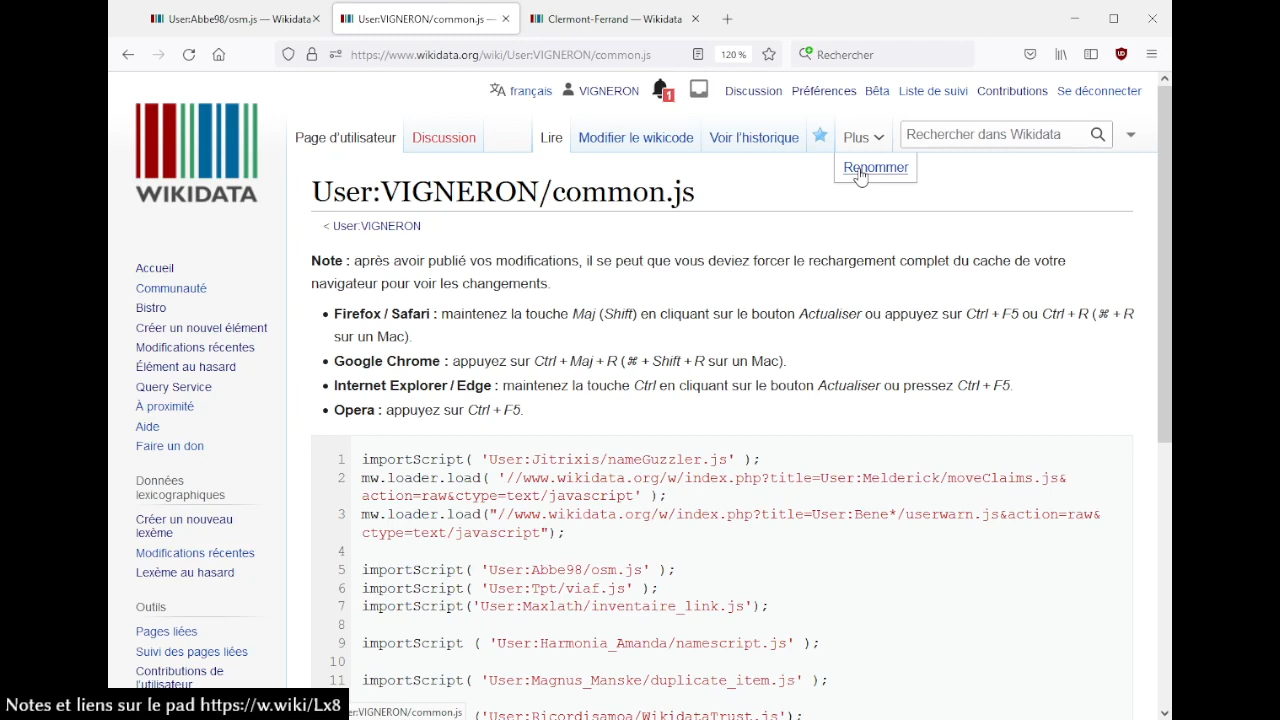 User:Abbe98/osm.js — Wikidata
User:VIGNERON/common.js —
Clermont-Ferrand — Wikidata
https://www.wikidata.org/wiki/User:VIGNERON/common.js
120 %
Rechercher
français
VIGNERON
1
Discussion
Préférences
Bêta
Liste de suivi
Contributions
Se déconnecter
Page d'utilisateur
Discussion
Lire
Modifier le wikicode
Voir l'historique
Plus
Rechercher dans Wikidata
Renommer
WIKIDATA
User:VIGNERON/common.js
< User:VIGNERON
Note : après avoir publié vos modifications, il se peut que vous deviez forcer le rechargement complet du cache de votre
navigateur pour voir les changements.
Firefox / Safari : maintenez la touche Maj (Shift) en cliquant sur le bouton Actualiser ou appuyez sur Ctrl + F5 ou Ctrl + R (⌘ + R
sur un Mac).
Google Chrome : appuyez sur Ctrl + Maj + R (⌘ + Shift + R sur un Mac).
Internet Explorer / Edge : maintenez la touche Ctrl en cliquant sur le bouton Actualiser ou pressez Ctrl + F5.
Opera : appuyez sur Ctrl + F5.
Accueil
Communauté
Bistro
Créer un nouvel élément
Modifications récentes
Élément au hasard
Query Service
À proximité
Aide
Faire un don
Données
lexicographiques
Créer un nouveau
lexème
Modifications récentes
Lexème au hasard
Outils
Pages liées
Suivi des pages liées
Contributions de
l'utilisateur
1 importScript( 'User:Jitrixis/nameGuzzler.js' );
2 mw.loader.load( '//www.wikidata.org/w/index.php?title=User:Melderick/moveClaims.js&
action=raw&ctype=text/javascript' );
3 mw.loader.load("//www.wikidata.org/w/index.php?title=User:Bene*/userwarn.js&action=raw&
ctype=text/javascript");
4
5 importScript( 'User:Abbe98/osm.js' );
6 importScript( 'User:Tpt/viaf.js' );
7 importScript('User:Maxlath/inventaire_link.js');
8
9 importScript ( 'User:Harmonia_Amanda/namescript.js' );
10
11 importScript( 'User:Magnus_Manske/duplicate_item.js' );
'User:Ricordisamoa/WikidataTrust.js');
Notes et liens sur le pad https://w.wiki/Lx8
:VIGNERON/common.js